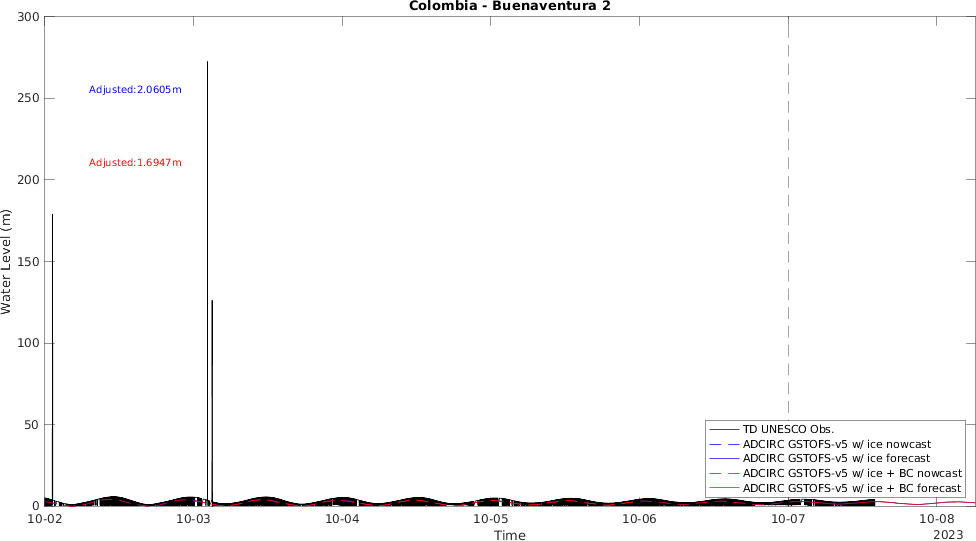 Colombia - Buenaventura 2
300
250
200
150
100
50
0
Water Level (m)
Adjusted:2.0605m
Adjusted:1.6947m
TD UNESCO Obs.
ADCIRC GSTOFS-v5 w/ ice nowcast
ADCIRC GSTOFS-v5 w/ ice forecast
ADCIRC GSTOFS-v5 w/ ice + BC nowcast
ADCIRC GSTOFS-v5 w/ ice + BC forecast
10-02 10-03 10-04 10-05 10-06 10-07 10-08
Time
2023